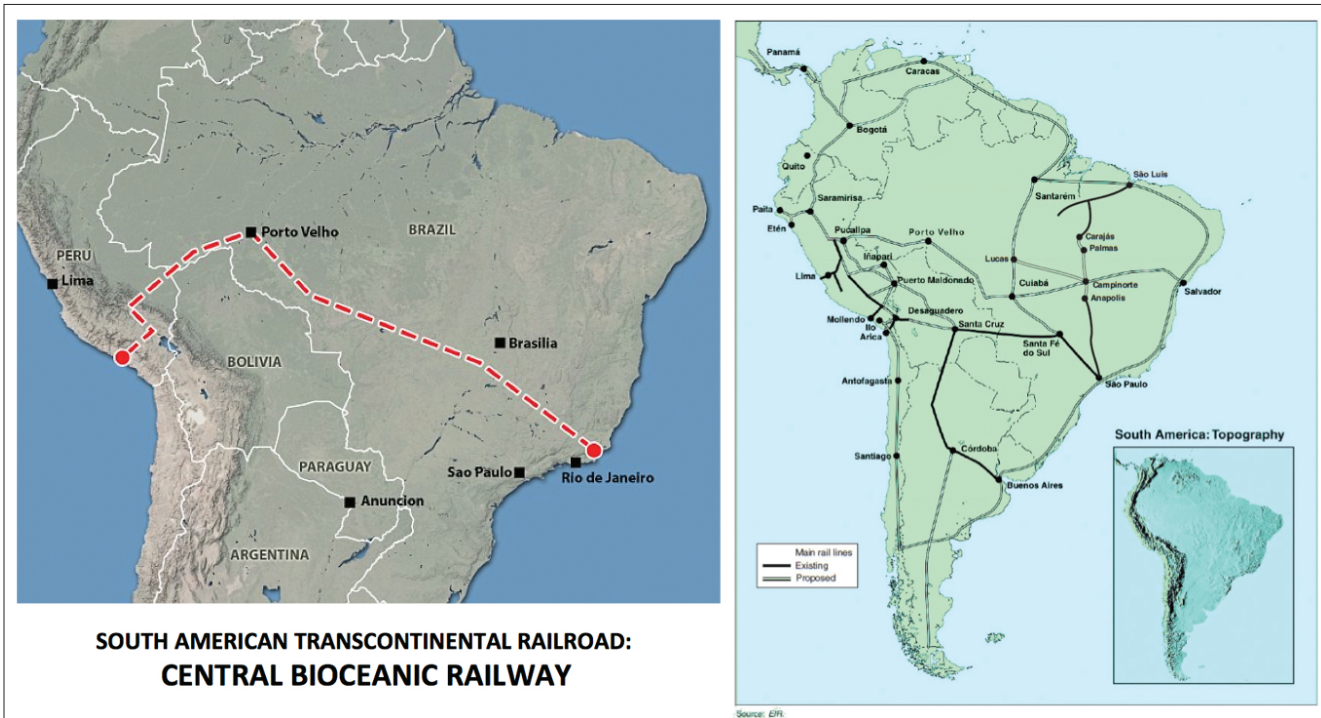 PERU
Lima
Porto Velho
BRAZIL
BOLIVIA
Brasilia
PARAGUAY
Sao Paulo
Rio de Janeiro
Anuncion
ARGENTINA
SOUTH AMERICAN TRANSCONTINENTAL RAILROAD:
CENTRAL BIOCEANIC RAILWAY
Panamá
Caracas
Bogotá
Quito
São Luís
Santarém
Saramirisa
Paita
Etén
Pucallpa
Porto Velho
Carajás
Palmas
Iñapari
Lucas
Lima
Puerto Maldonado
Cuiabá
Campinorte
Salvador
Anapolis
Mollendo
Desaguadero
Ilo
Arica
Santa Cruz
Santa Fé
do Sul
São Paulo
Antofagasta
South America: Topography
Santiago
Córdoba
Buenos Aires
Main rail lines
Existing
Proposed
Source: EIR.